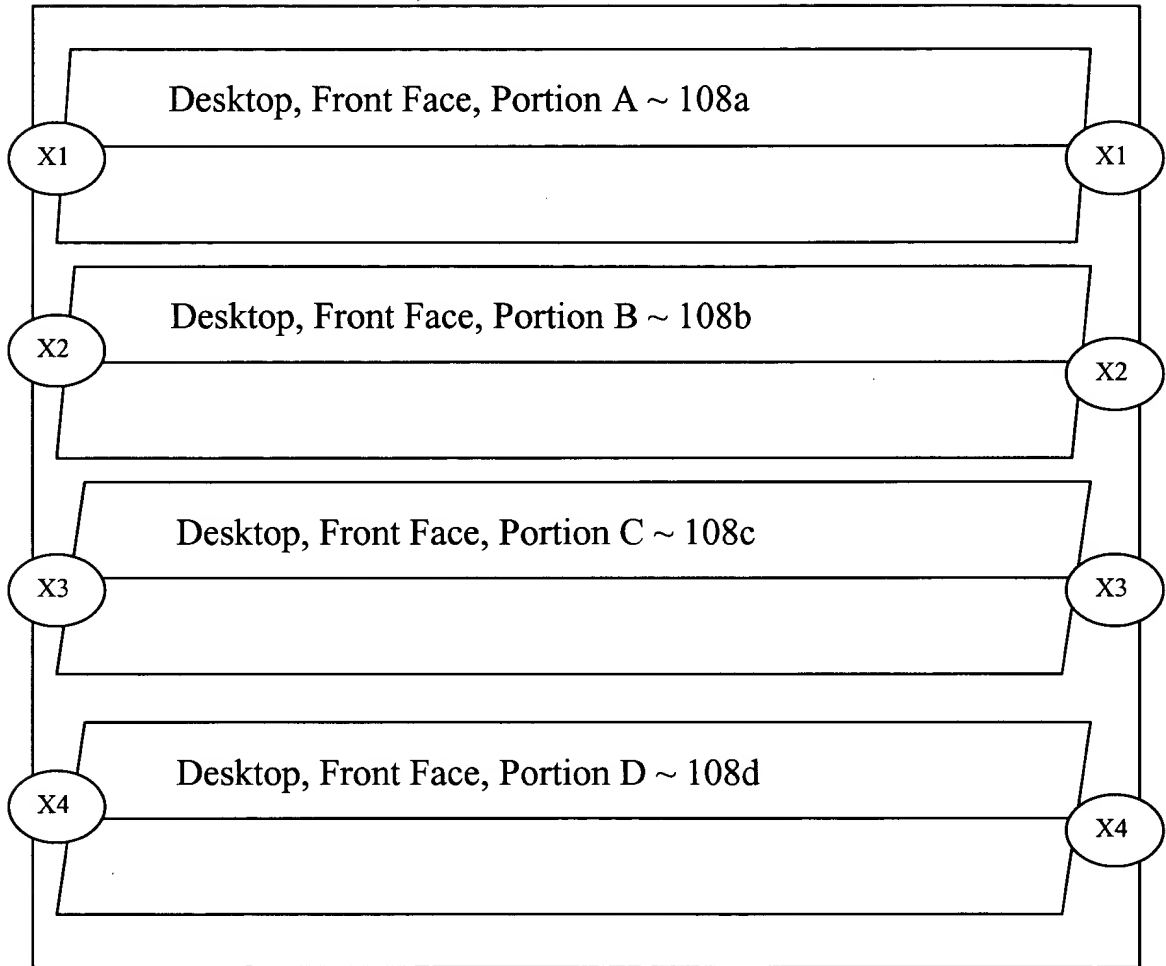 Desktop, Front Face, Portion A ~ 108a
X1 X1
Desktop, Front Face, Portion B ~ 108b
X2 X2
Desktop, Front Face, Portion C ~ 108c
X3 X3
Desktop, Front Face, Portion D ~ 108d
X4 X4